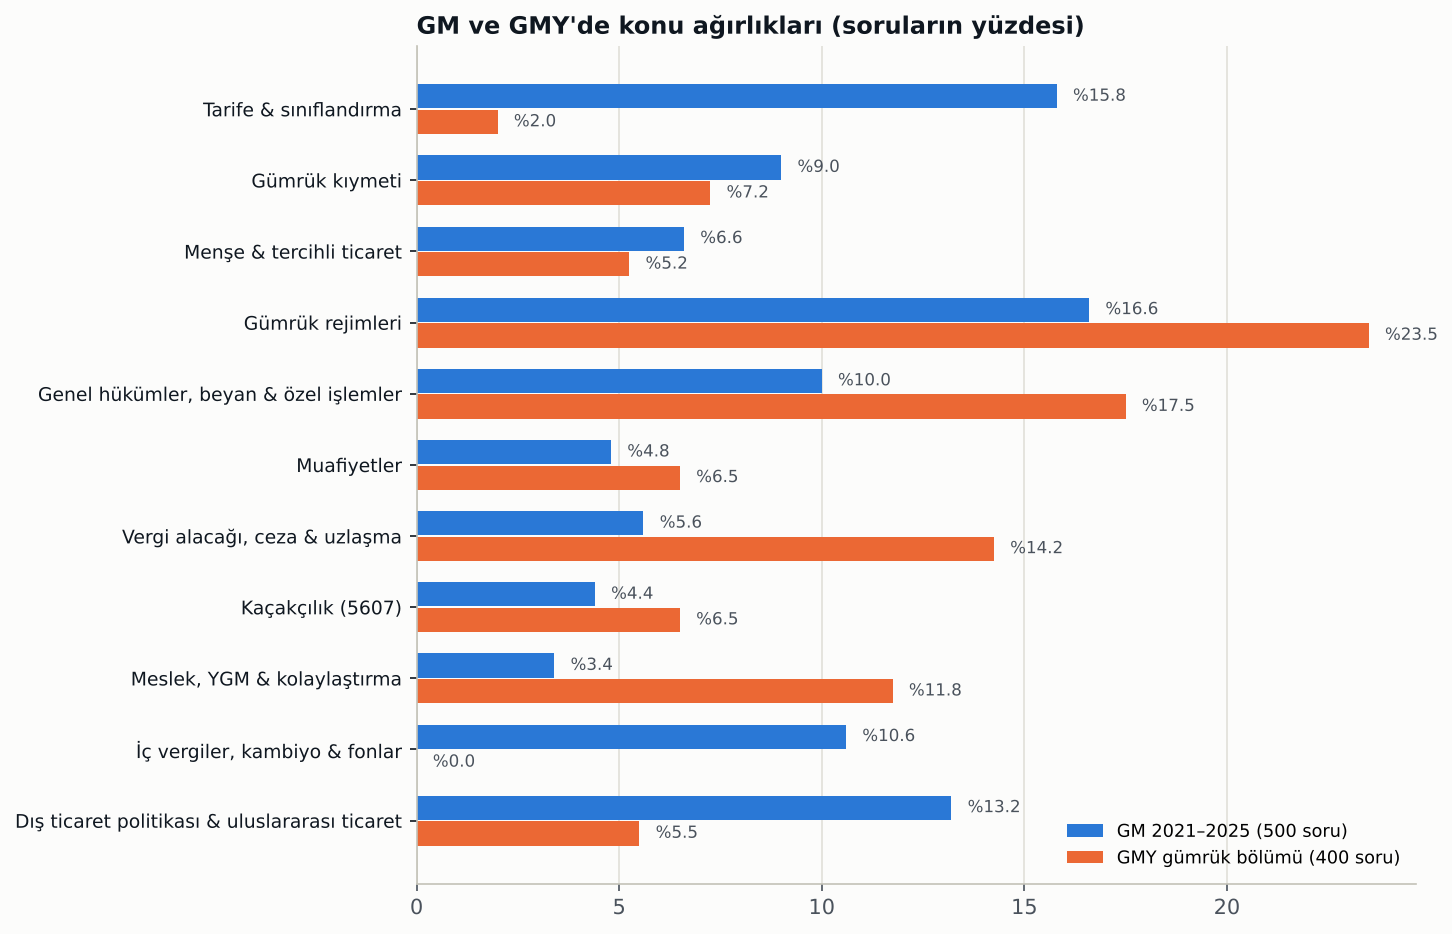 GM ve GMY'de konu ağırlıkları (soruların yüzdesi)
Tarife & sınıflandırma
%15.8
%2.0
Gümrük kıymeti
%9.0
%7.2
Menşe & tercihli ticaret
%6.6
%5.2
Gümrük rejimleri
%16.6
%23.5
Genel hükümler, beyan & özel işlemler
%10.0
%17.5
Muafiyetler
%4.8
%6.5
Vergi alacağı, ceza & uzlaşma
%5.6
%14.2
Kaçakçılık (5607)
%4.4
%6.5
Meslek, YGM & kolaylaştırma
%3.4
%11.8
İç vergiler, kambiyo & fonlar
%10.6
%0.0
Dış ticaret politikası & uluslararası ticaret
%13.2
%5.5
GM 2021–2025 (500 soru)
GMY gümrük bölümü (400 soru)
0 5 10 15 20